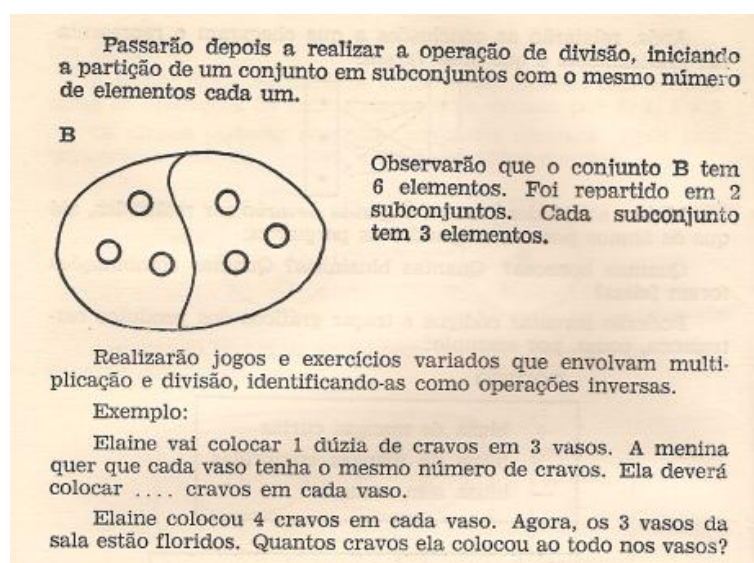 Passarão depois a realizar a operação de divisão, iniciando
a partição de um conjunto em subconjuntos com o mesmo número
de elementos cada um.
B
Observarão que o conjunto B tem
6 elementos. Foi repartido em 2
subconjuntos. Cada subconjunto
tem 3 elementos.
Realizarão jogos e exercícios variados que envolvam multi-
plicação e divisão, identificando-as como operações inversas.
Exemplo:
Elaine vai colocar 1 dúzia de cravos em 3 vasos. A menina
quer que cada vaso tenha o mesmo número de cravos. Ela deverá
colocar .... cravos em cada vaso.
Elaine colocou 4 cravos em cada vaso. Agora, os 3 vasos da
sala estão floridos. Quantos cravos ela colocou ao todo nos vasos?